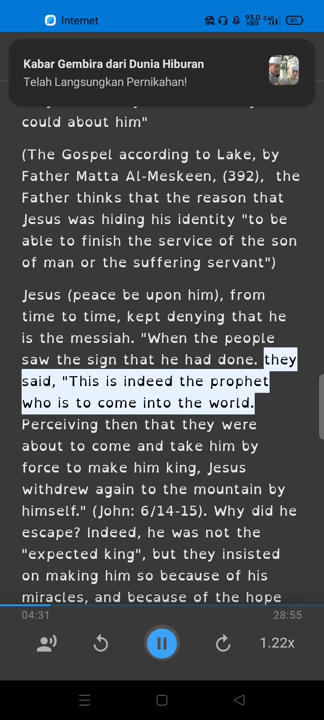 Internet
Kabar Gembira dari Dunia Hiburan
Telah Langsungkan Pernikahan!
could about him"
(The Gospel according to Lake, by
Father Matta Al-Meskeen, (392), the
Father thinks that the reason that
Jesus was hiding his identity "to be
able to finish the service of the son
of man or the suffering servant")
Jesus (peace be upon him), from
time to time, kept denying that he
is the messiah. "When the people
saw the sign that he had done. they
said, "This is indeed the prophet
who is to come into the world.
Perceiving then that they were
about to come and take him by
force to make him king, Jesus
withdrew again to the mountain by
himself." (John: 6/14-15). Why did he
escape? Indeed, he was not the
"expected king", but they insisted
on making him so because of his
miracles, and because of the hope
04:31
28:55
1.22x